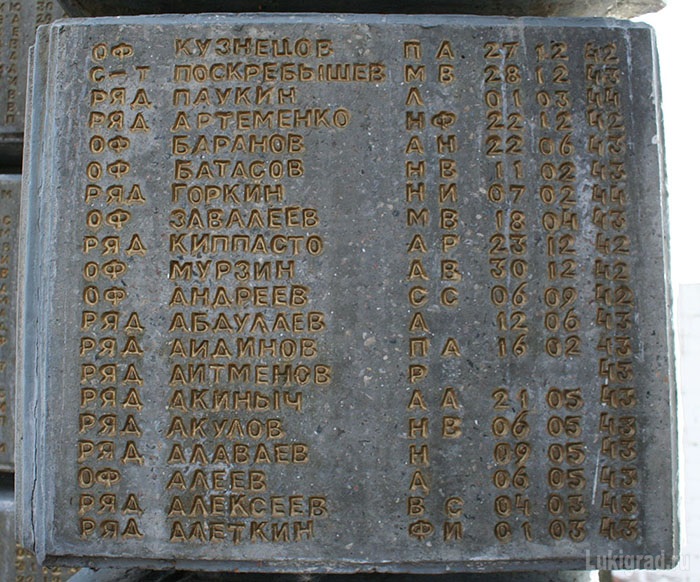 ОФ КУЗНЕЦОВ П А 27 12 42
С-Т ПОСКРЕБЫШЕВ М В 28 12 43
РЯД ПАУКИН Л 01 03 44
РЯД АРТЕМЕНКО Н Ф 22 12 42
ОФ БАРАНОВ А Н 22 06 43
ОФ БАТАСОВ Н В 11 02 43
РЯД ГОРКИН Н И 07 02 44
ОФ ЗАВАЛЕЕВ М В 18 04 43
РЯД КИППАСТО А Р 23 12 42
ОФ МУРЗИН А В 30 12 42
ОФ АНДРЕЕВ С С 06 09 42
РЯД АБДУЛАЕВ А 12 06 43
РЯД АИДИНОВ П А 16 02 43
РЯД АИТМЕНОВ Р 43
РЯД АКИНЫЧ А А 21 05 43
РЯД АКУЛОВ Н В 06 05 43
РЯД АЛАВАЕВ Н 09 05 43
ОФ АЛЕЕВ А 06 05 43
РЯД АЛЕКСЕЕВ В С 04 03 43
РЯД АЛЕТКИН Ф И 01 03 43
Lukigrad.ru